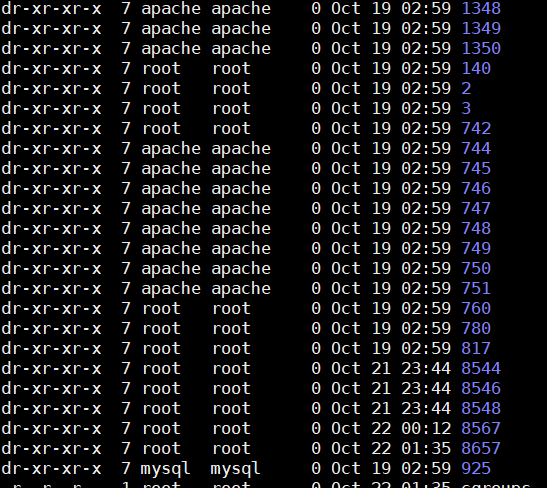 dr-xr-xr-x  7 apache apache    0 Oct 19 02:59 1348
dr-xr-xr-x  7 apache apache    0 Oct 19 02:59 1349
dr-xr-xr-x  7 apache apache    0 Oct 19 02:59 1350
dr-xr-xr-x  7 root   root      0 Oct 19 02:59 140
dr-xr-xr-x  7 root   root      0 Oct 19 02:59 2
dr-xr-xr-x  7 root   root      0 Oct 19 02:59 3
dr-xr-xr-x  7 root   root      0 Oct 19 02:59 742
dr-xr-xr-x  7 apache apache    0 Oct 19 02:59 744
dr-xr-xr-x  7 apache apache    0 Oct 19 02:59 745
dr-xr-xr-x  7 apache apache    0 Oct 19 02:59 746
dr-xr-xr-x  7 apache apache    0 Oct 19 02:59 747
dr-xr-xr-x  7 apache apache    0 Oct 19 02:59 748
dr-xr-xr-x  7 apache apache    0 Oct 19 02:59 749
dr-xr-xr-x  7 apache apache    0 Oct 19 02:59 750
dr-xr-xr-x  7 apache apache    0 Oct 19 02:59 751
dr-xr-xr-x  7 root   root      0 Oct 19 02:59 760
dr-xr-xr-x  7 root   root      0 Oct 19 02:59 780
dr-xr-xr-x  7 root   root      0 Oct 19 02:59 817
dr-xr-xr-x  7 root   root      0 Oct 21 23:44 8544
dr-xr-xr-x  7 root   root      0 Oct 21 23:44 8546
dr-xr-xr-x  7 root   root      0 Oct 21 23:44 8548
dr-xr-xr-x  7 root   root      0 Oct 22 00:12 8567
dr-xr-xr-x  7 root   root      0 Oct 22 01:35 8657
dr-xr-xr-x  7 mysql  mysql     0 Oct 19 02:59 925
-r--r--r--  1 root   root      0 Oct 22 01:35 cgroups